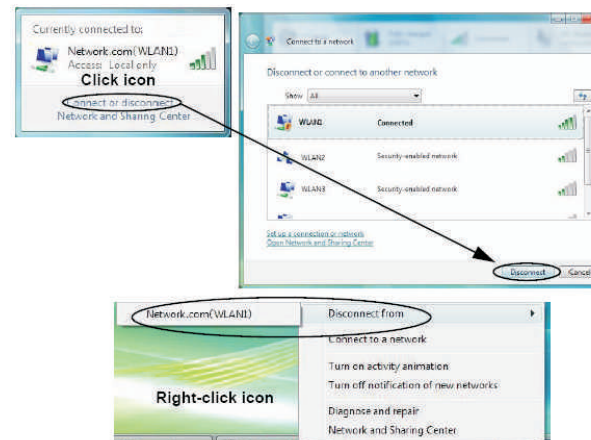 Currently connected to:
Network.com(WLAN1)
Access: Local only
Click icon
Connect or disconnect
Network and Sharing Center
Connect to a network
Disconnect or connect to another network
Show All
WLAN1 Connected
WLAN2 Security-enabled network
WLAN3 Security-enabled network
Set up a connection or network
Open Network and Sharing Center
Disconnect Cancel
Network.com(WLAN1) Disconnect from
Connect to a network
Turn on activity animation
Turn off notification of new networks
Right-click icon
Diagnose and repair
Network and Sharing Center